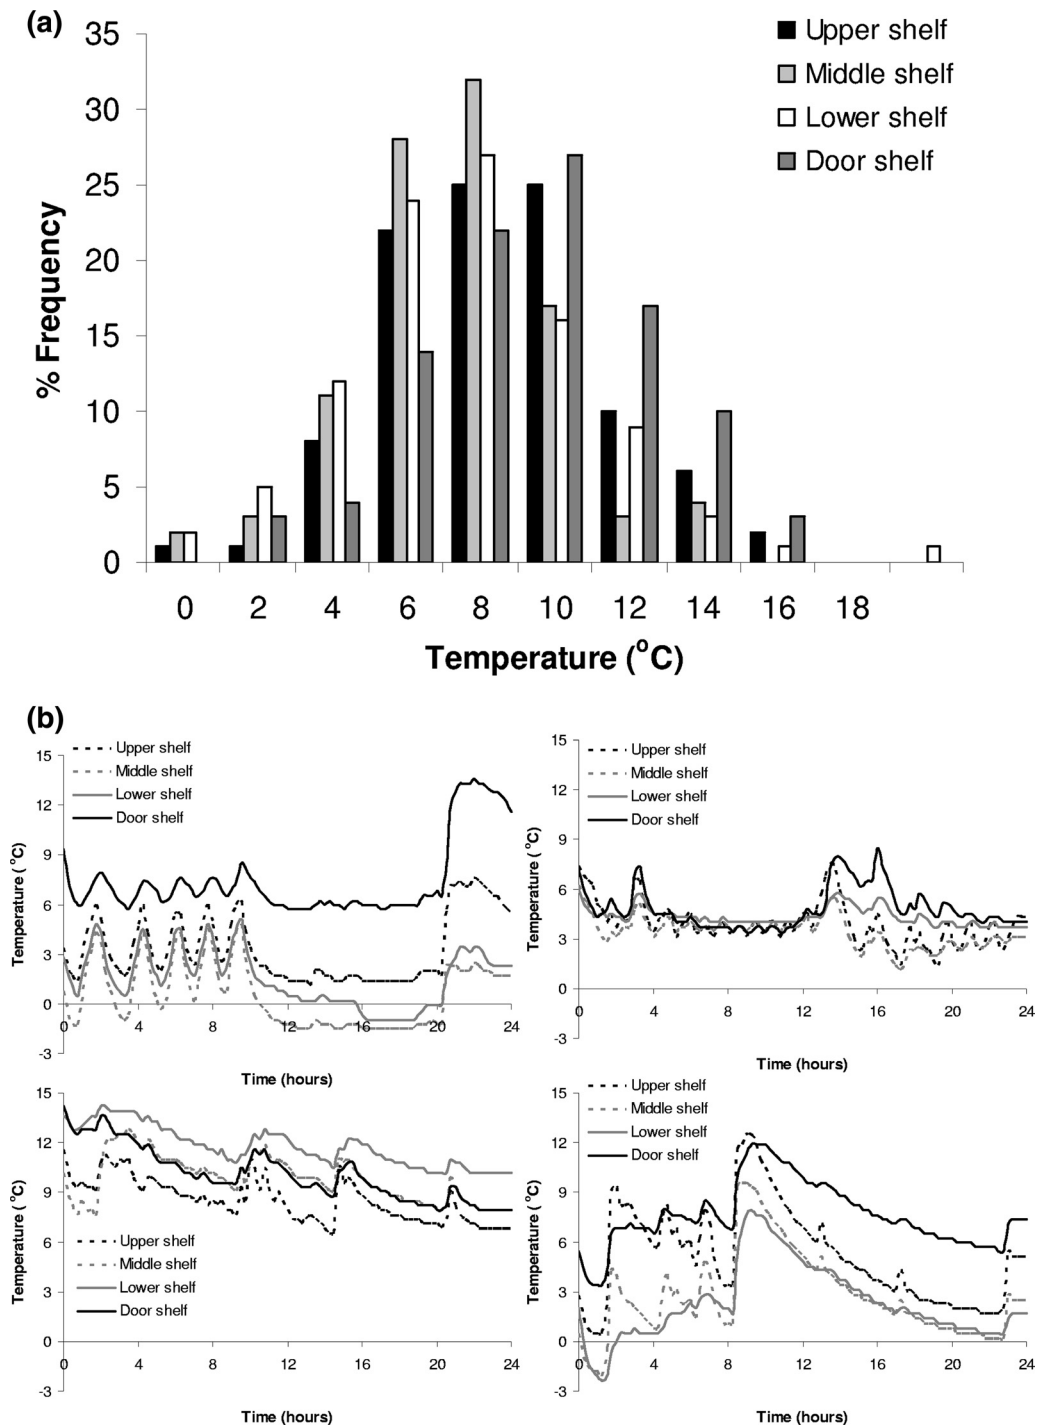 (a)
35
30
25
20
15
10
5
0
% Frequency
Upper shelf
Middle shelf
Lower shelf
Door shelf
0 2 4 6 8 10 12 14 16 18
Temperature (°C)
(b)
15
12
9
6
3
0
-3
Temperature ( °C)
Upper shelf
Middle shelf
Lower shelf
Door shelf
0 4 8 12 16 20 24
Time (hours)
15
12
9
6
3
0
-3
Temperature ( °C)
Upper shelf
Middle shelf
Lower shelf
Door shelf
0 4 8 12 16 20 24
Time (hours)
15
12
9
6
3
0
-3
Temperature ( °C)
Upper shelf
Middle shelf
Lower shelf
Door shelf
0 4 8 12 16 20 24
Time (hours)
15
12
9
6
3
0
-3
Temperature ( °C)
Upper shelf
Middle shelf
Lower shelf
Door shelf
0 4 8 12 16 20 24
Time (hours)